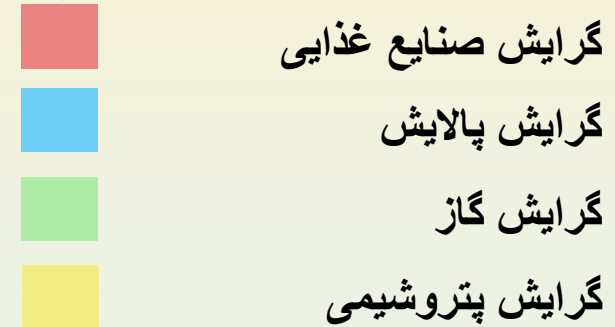 گرایش صنایع غذایی
گرایش پالایش
گرایش گاز
گرایش پتروشیمی